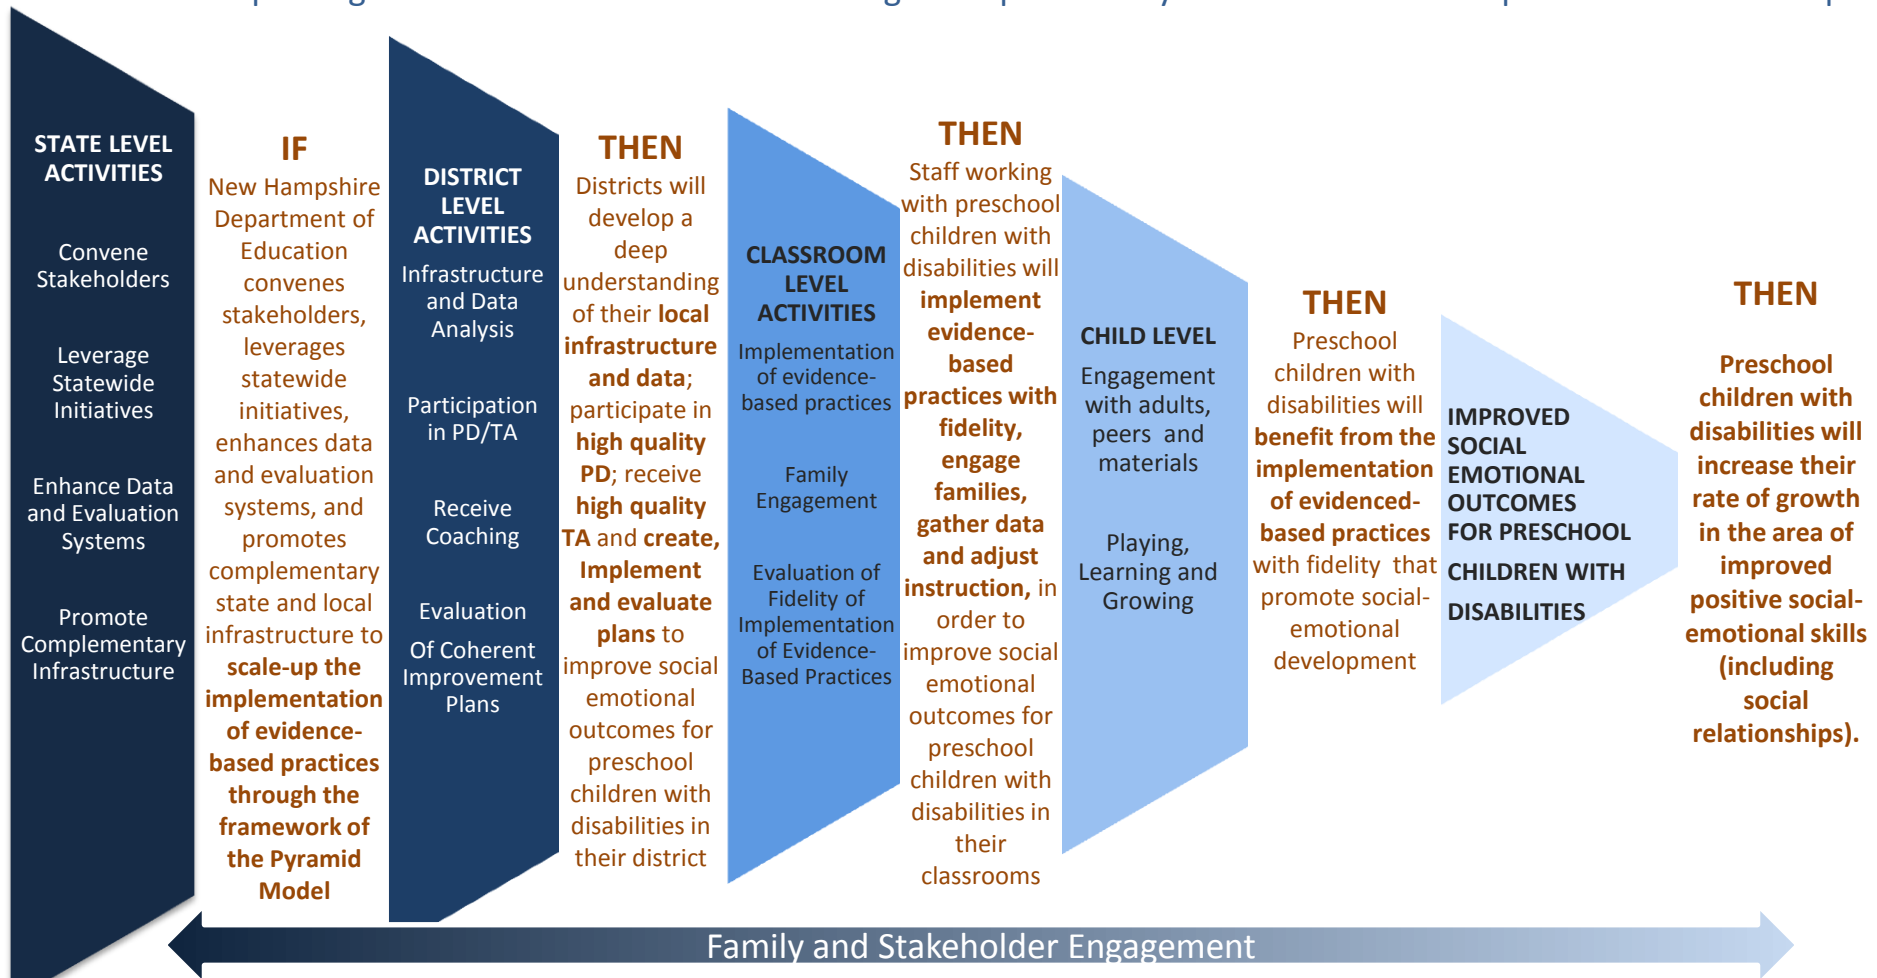 STATE LEVEL
ACTIVITIES
Convene
Stakeholders
Leverage
Statewide
Initiatives
Enhance Data
and Evaluation
Systems
Promote
Complementary
Infrastructure
IF
New Hampshire
Department of
Education
convenes
stakeholders,
leverages
statewide
initiatives,
enhances data
and evaluation
systems, and
promotes
complementary
state and local
infrastructure to
scale-up the
implementation
of evidence-
based practices
through the
framework of
the Pyramid
Model
DISTRICT
LEVEL
ACTIVITIES
Infrastructure
and Data
Analysis
Participation
in PD/TA
Receive
Coaching
Evaluation
Of Coherent
Improvement
Plans
THEN
Districts will
develop a
deep
understanding
of their local
infrastructure
and data;
participate in
high quality
PD; receive
high quality
TA and create,
Implement
and evaluate
plans to
improve social
emotional
outcomes for
preschool
children with
disabilities in
their district
CLASSROOM
LEVEL
ACTIVITIES
Implementation
of evidence-
based practices
Family
Engagement
Evaluation of
Fidelity of
Implementation
of Evidence-
Based Practices
THEN
Staff working
with preschool
children with
disabilities will
implement
evidence-
based
practices with
fidelity,
engage
families,
gather data
and adjust
instruction, in
order to
improve social
emotional
outcomes for
preschool
children with
disabilities in
their
classrooms
CHILD LEVEL
Engagement
with adults,
peers and
materials
Playing,
Learning and
Growing
THEN
Preschool
children with
disabilities will
benefit from the
implementation
of evidenced-
based practices
with fidelity that
promote social-
emotional
development
IMPROVED
SOCIAL
EMOTIONAL
OUTCOMES
FOR PRESCHOOL
CHILDREN WITH
DISABILITIES
THEN
Preschool
children with
disabilities will
increase their
rate of growth
in the area of
improved
positive social-
emotional skills
(including
social
relationships).
Family and Stakeholder Engagement